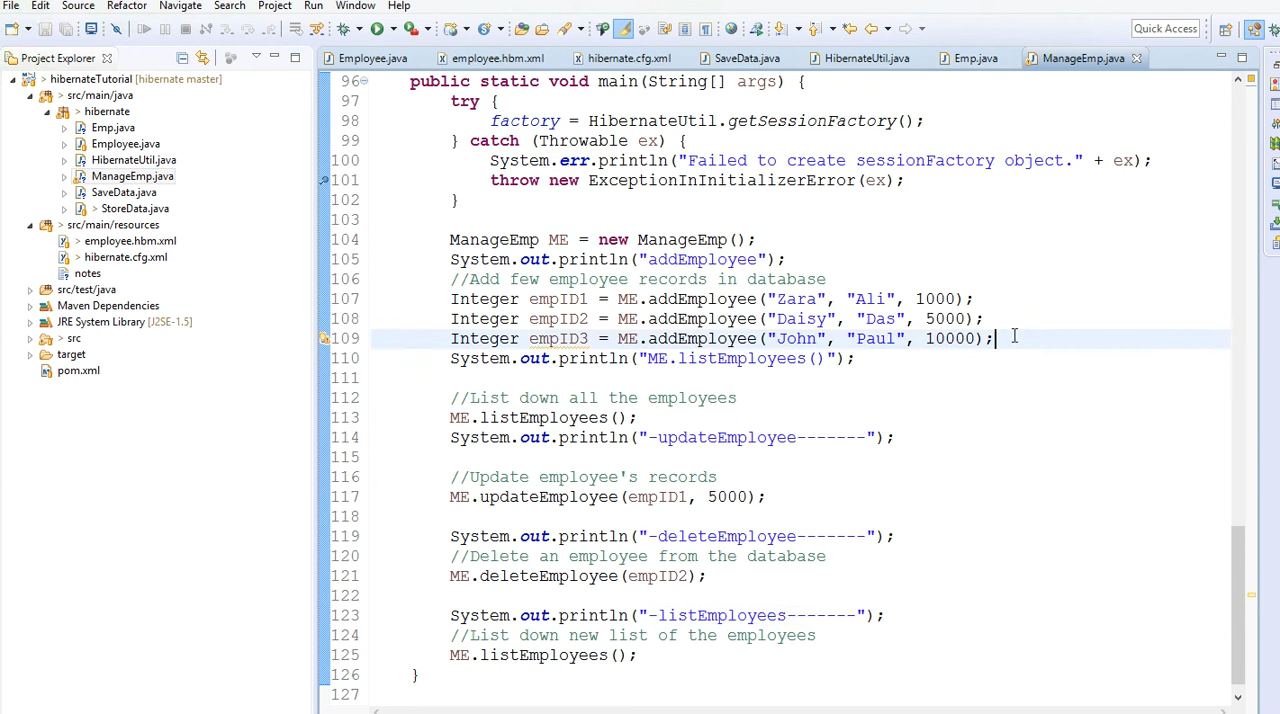 File Edit Source Refactor Navigate Search Project Run Window Help
Quick Access
Project Explorer
Employee.java employee.hbm.xml hibernate.cfg.xml SaveData.java HibernateUtil.java Emp.java ManageEmp.java
hibernateTutorial [hibernate master]
src/main/java
> hibernate
Emp.java
Employee.java
HibernateUtil.java
ManageEmp.java
SaveData.java
> StoreData.java
> src/main/resources
> employee.hbm.xml
> hibernate.cfg.xml
notes
src/test/java
Maven Dependencies
JRE System Library [J2SE-1.5]
> src
target
pom.xml
96 public static void main(String[] args) {
97 try {
98 factory = HibernateUtil.getSessionFactory();
99 } catch (Throwable ex) {
100 System.err.println("Failed to create sessionFactory object." + ex);
101 throw new ExceptionInInitializerError(ex);
102 }
103
104 ManageEmp ME = new ManageEmp();
105 System.out.println("addEmployee");
106 //Add few employee records in database
107 Integer empID1 = ME.addEmployee("Zara", "Ali", 1000);
108 Integer empID2 = ME.addEmployee("Daisy", "Das", 5000);
109 Integer empID3 = ME.addEmployee("John", "Paul", 10000);
110 System.out.println("ME.listEmployees()");
111
112 //List down all the employees
113 ME.listEmployees();
114 System.out.println("-updateEmployee-------");
115
116 //Update employee's records
117 ME.updateEmployee(empID1, 5000);
118
119 System.out.println("-deleteEmployee-------");
120 //Delete an employee from the database
121 ME.deleteEmployee(empID2);
122
123 System.out.println("-listEmployees-------");
124 //List down new list of the employees
125 ME.listEmployees();
126 }
127